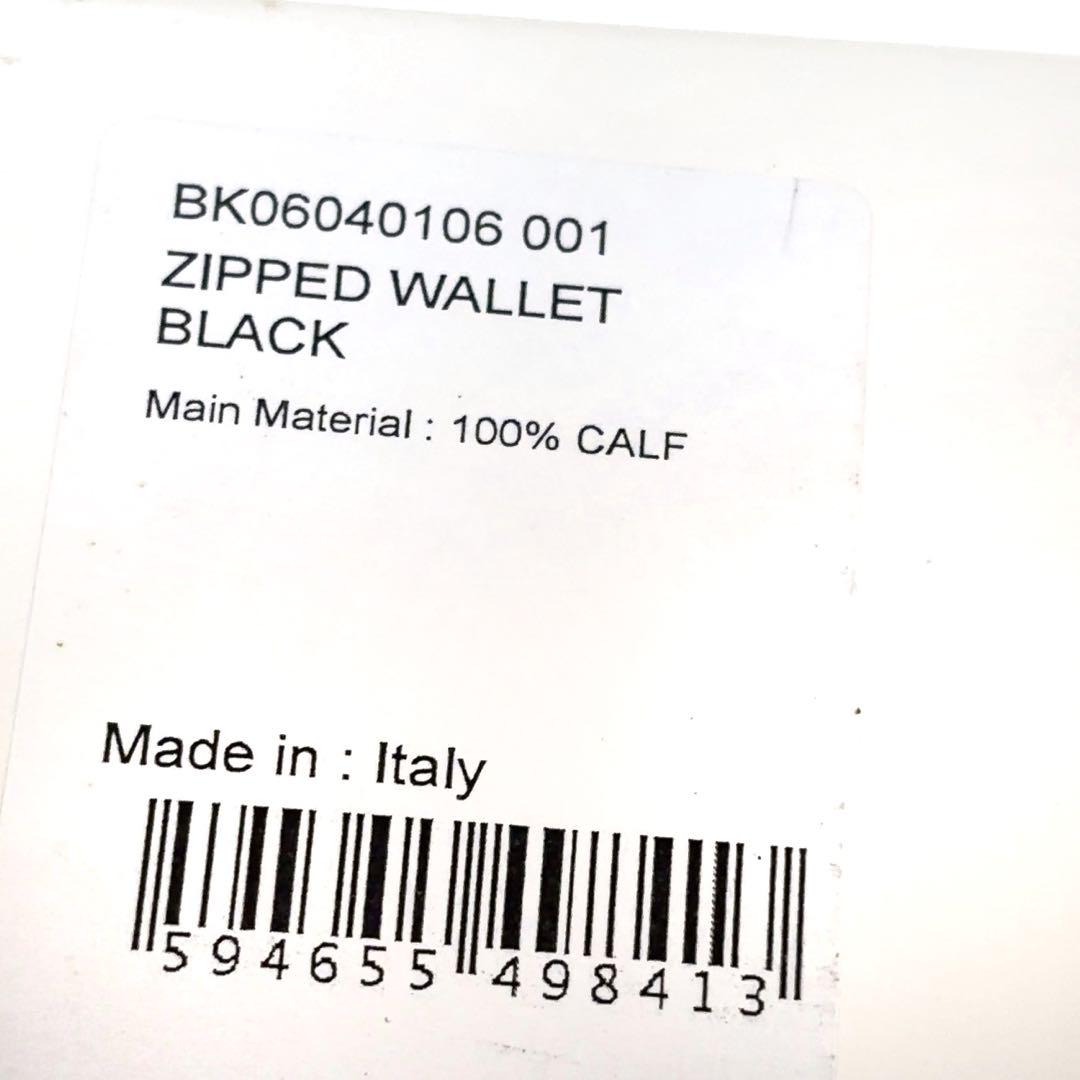 BK06040106 001
ZIPPED WALLET
BLACK
Main Material : 100% CALF
Made in : Italy
594655 498413